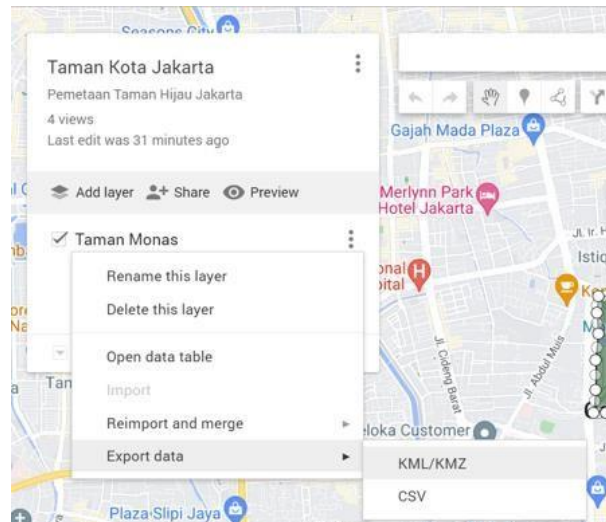 Seasons City
Taman Kota Jakarta
Pemetaan Taman Hijau Jakarta
4 views
Last edit was 31 minutes ago
Add layer
Share
Preview
Taman Monas
Rename this layer
Delete this layer
Open data table
Import
Reimport and merge
Export data
KML/KMZ
CSV
Gajah Mada Plaza
Merlynn Park
Hotel Jakarta
Jl. Cideng Barat
Jl. Abdul Muis
Customer
Plaza Slipi Jaya